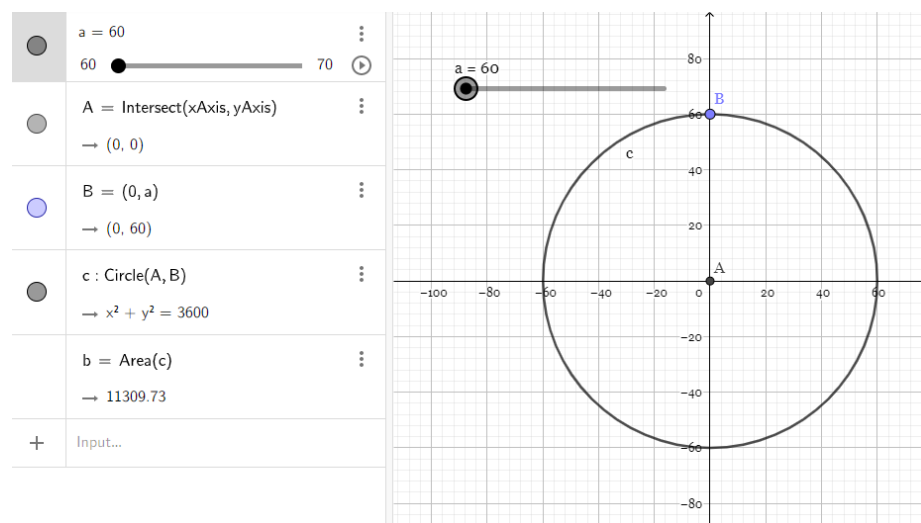 a = 60
60 70
A = Intersect(xAxis, yAxis)
→ (0, 0)
B = (0, a)
→ (0, 60)
c : Circle(A, B)
→ x² + y² = 3600
b = Area(c)
→ 11309.73
+ Input...
80
a = 60
B
60
c
40
20
A
−100 −80 −60 −40 −20 0 20 40 60
−20
−40
−60
−80